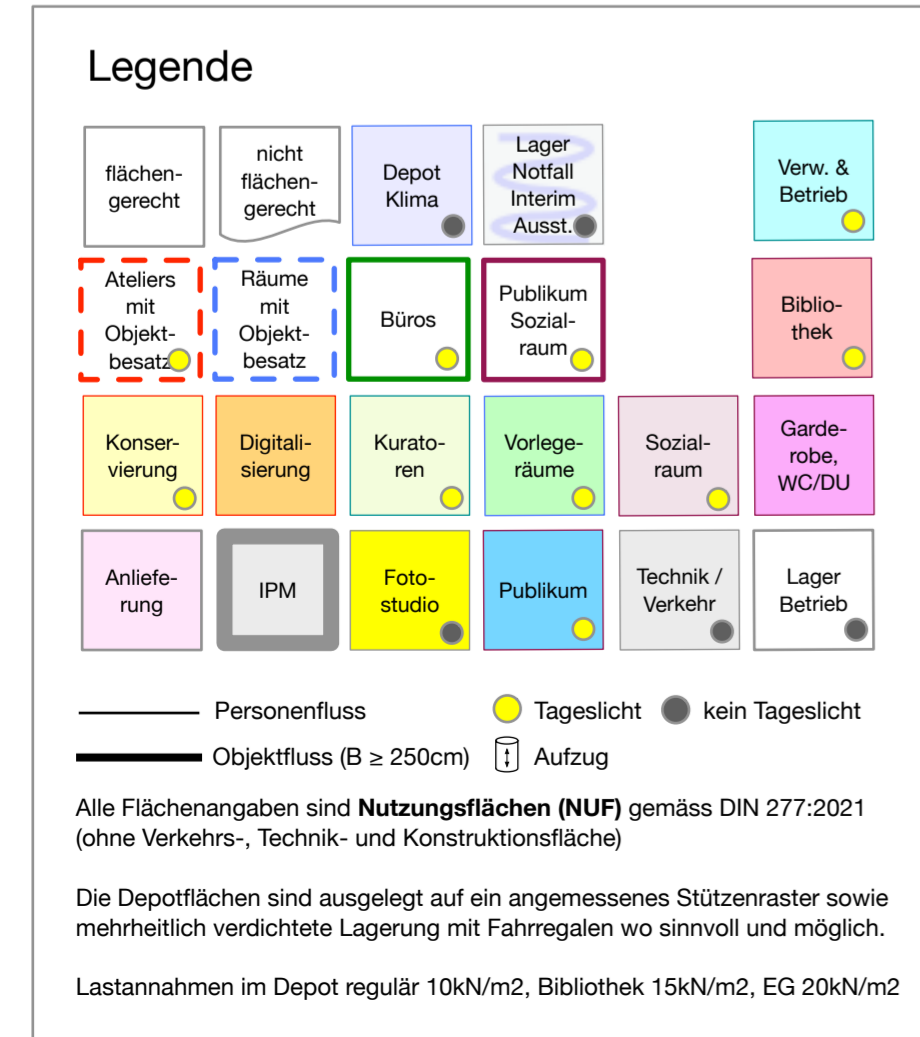 Legende
flächen-
gerecht
nicht
flächen-
gerecht
Depot
Klima
Lager
Notfall
Interim
Ausst.
Verw. &
Betrieb
Ateliers
mit
Objekt-
besatz
Räume
mit
Objekt-
besatz
Büros
Publikum
Sozial-
raum
Biblio-
thek
Konser-
vierung
Digitali-
sierung
Kurato-
ren
Vorlege-
räume
Sozial-
raum
Garde-
robe,
WC/DU
Anliefe-
rung
IPM
Foto-
studio
Publikum
Technik /
Verkehr
Lager
Betrieb
Personenfluss
Tageslicht
kein Tageslicht
Objektfluss (B ≥ 250cm)
Aufzug
Alle Flächenangaben sind Nutzungsflächen (NUF) gemäss DIN 277:2021
(ohne Verkehrs-, Technik- und Konstruktionsfläche)
Die Depotflächen sind ausgelegt auf ein angemessenes Stützenraster sowie
mehrheitlich verdichtete Lagerung mit Fahrregalen wo sinnvoll und möglich.
Lastannahmen im Depot regulär 10kN/m2, Bibliothek 15kN/m2, EG 20kN/m2